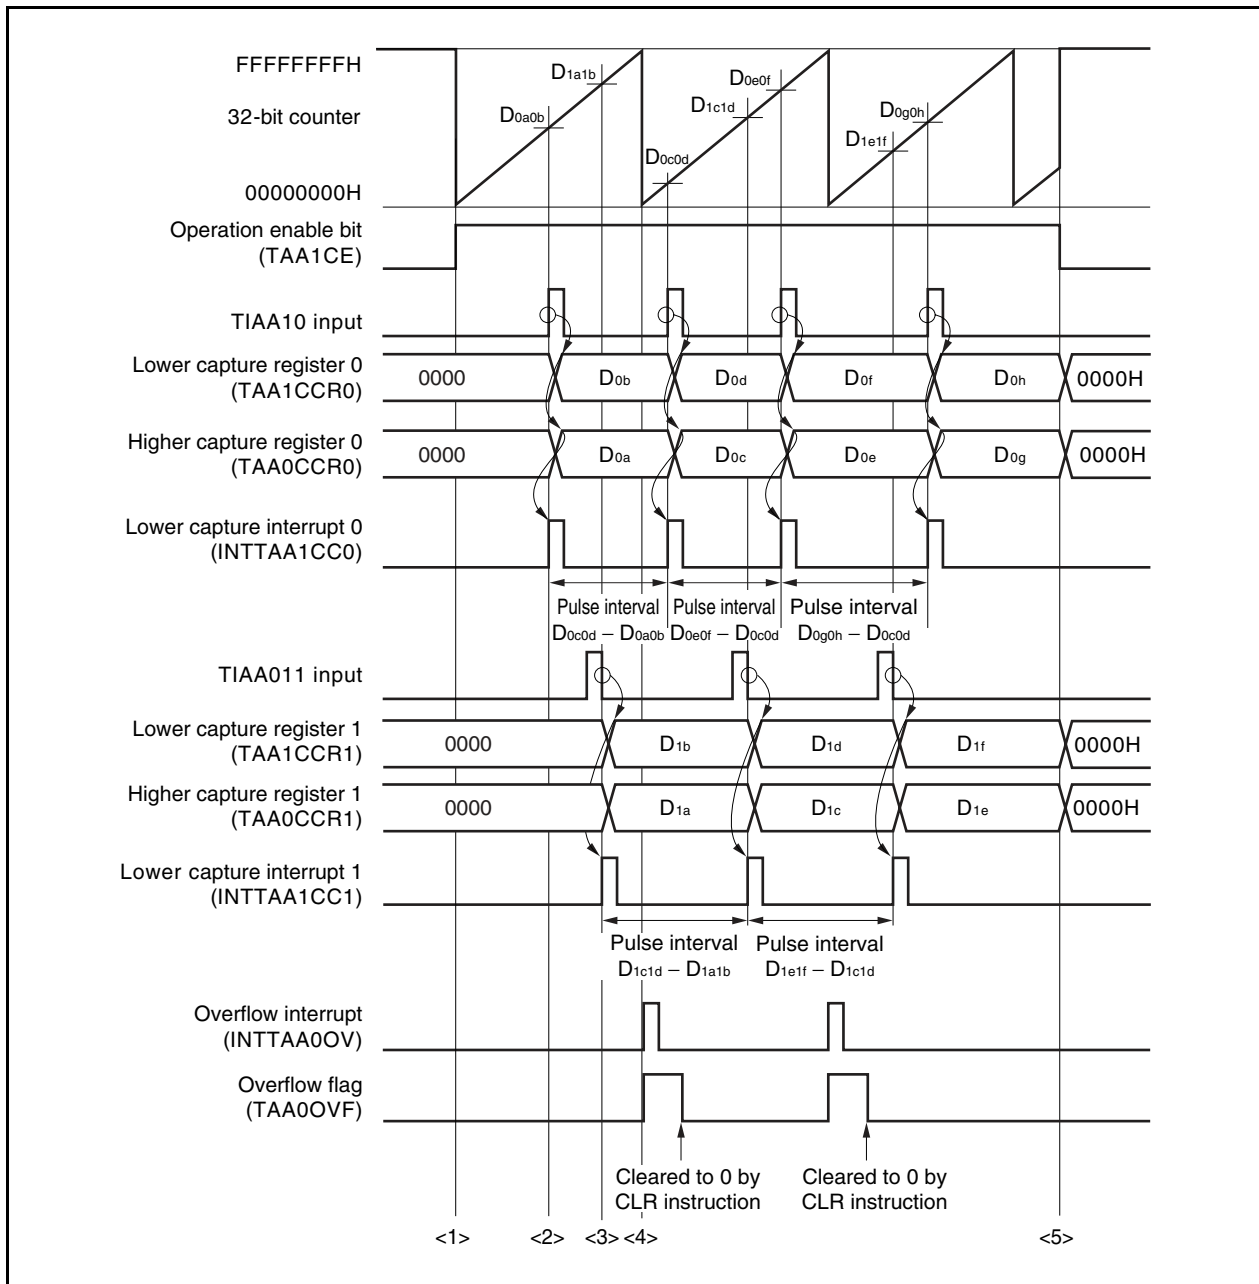 FFFFFFFFH
D1a1b
D0e0f
32-bit counter
D0a0b
D1c1d
D0g0h
D1e1f
D0c0d
00000000H
Operation enable bit
(TAA1CE)
TIAA10 input
Lower capture register 0
(TAA1CCR0)
0000 D0b D0d D0f D0h 0000H
Higher capture register 0
(TAA0CCR0)
0000 D0a D0c D0e D0g 0000H
Lower capture interrupt 0
(INTTAA1CC0)
Pulse interval Pulse interval Pulse interval
D0c0d – D0a0b D0e0f – D0c0d D0g0h – D0c0d
TIAA011 input
Lower capture register 1
(TAA1CCR1)
0000 D1b D1d D1f 0000H
Higher capture register 1
(TAA0CCR1)
0000 D1a D1c D1e 0000H
Lower capture interrupt 1
(INTTAA1CC1)
Pulse interval Pulse interval
D1c1d – D1a1b D1e1f – D1c1d
Overflow interrupt
(INTTAA0OV)
Overflow flag
(TAA0OVF)
Cleared to 0 by Cleared to 0 by
CLR instruction CLR instruction
<1> <2> <3> <4> <5>